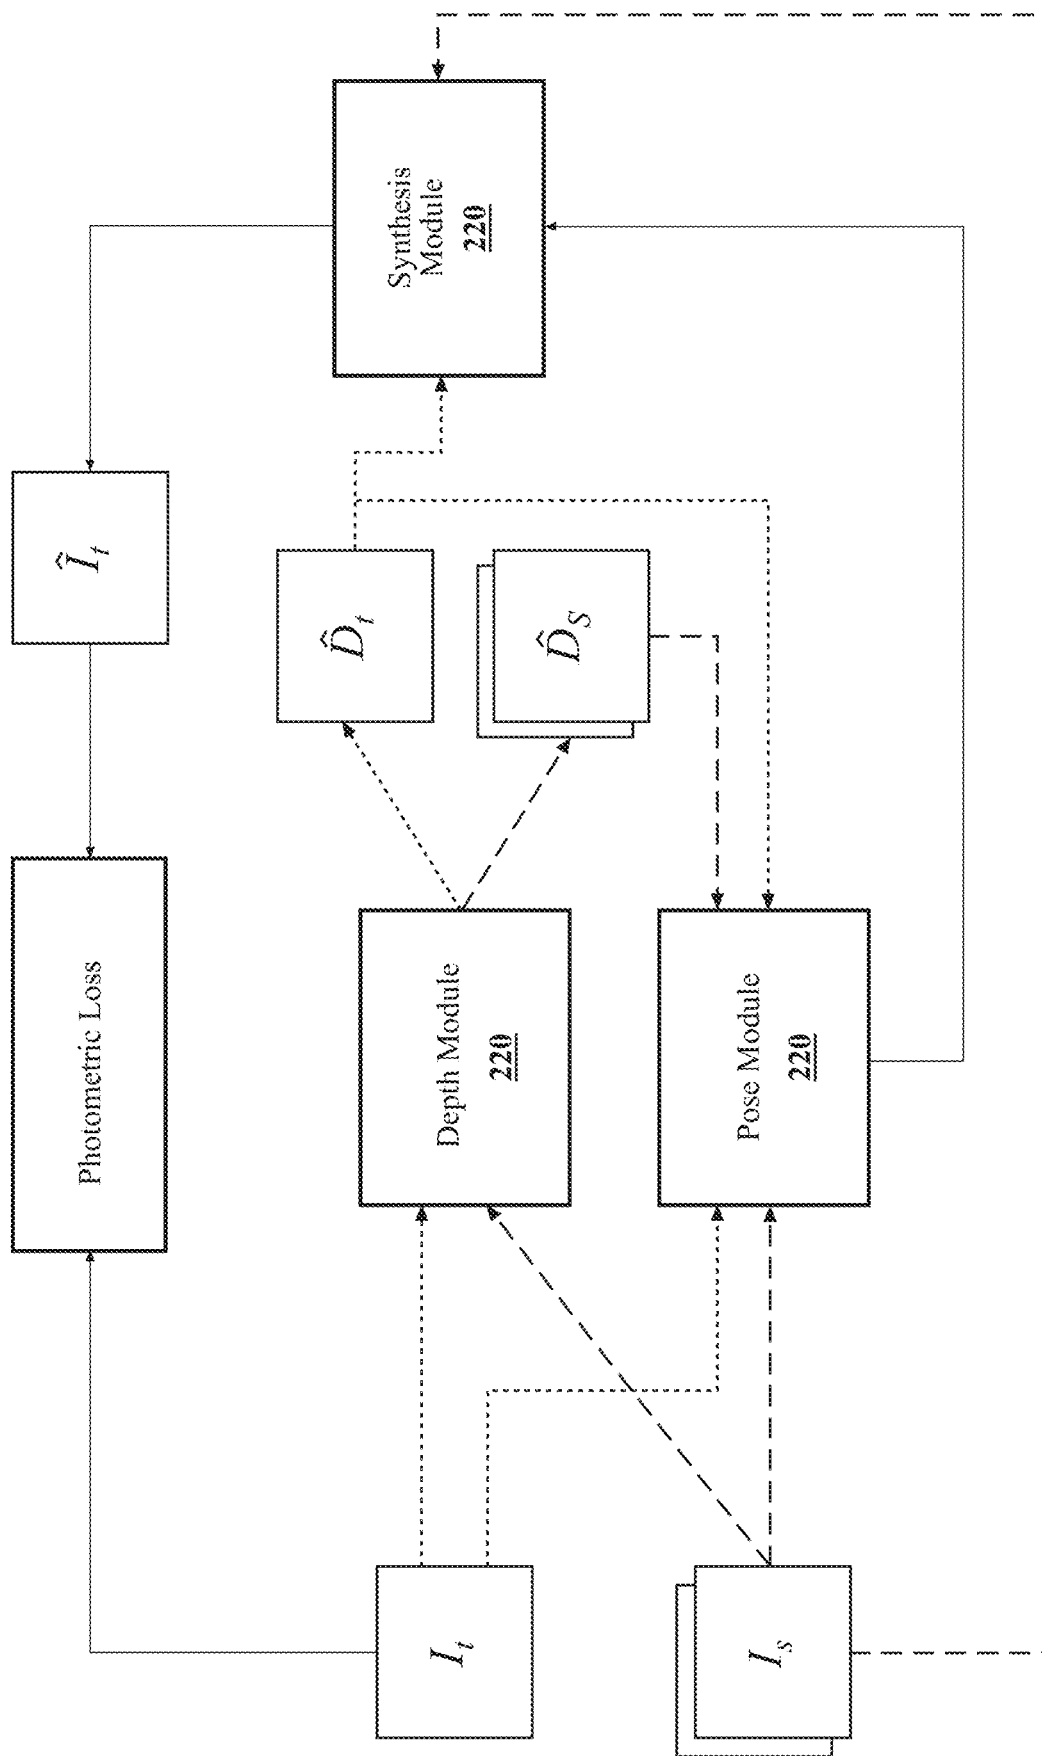 Photometric Loss
Î_t
I_t
Depth Module
220
D̂_t
Synthesis
Module
220
D̂_S
I_s
Pose Module
220